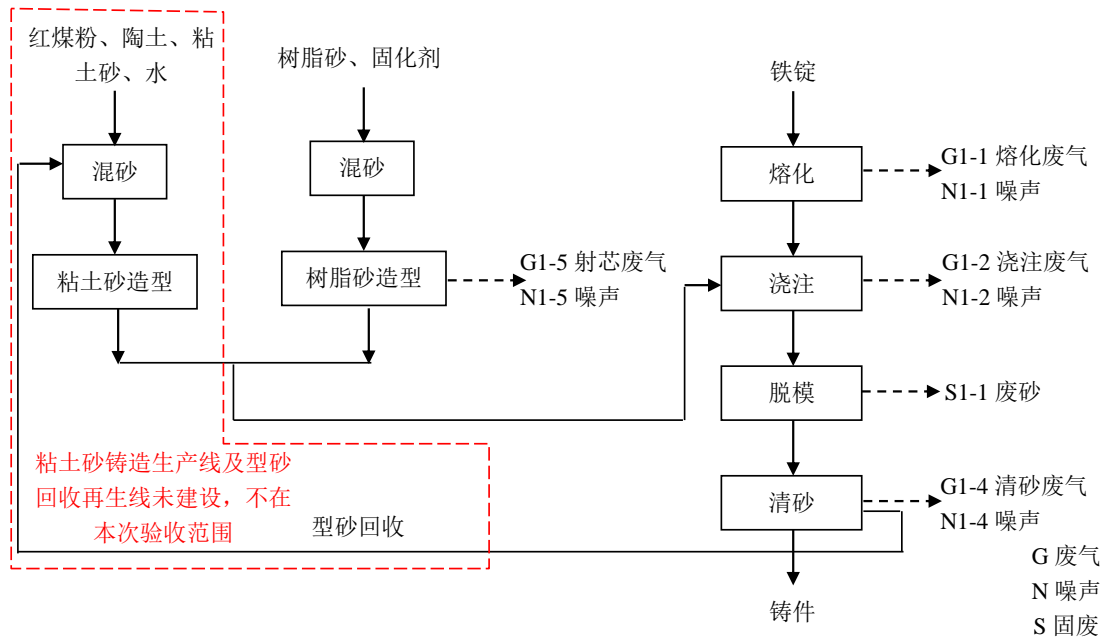 红煤粉、陶土、粘
土砂、水
树脂砂、固化剂
铁锭
混砂
混砂
熔化
G1-1 熔化废气
N1-1 噪声
粘土砂造型
树脂砂造型
G1-5 射芯废气
N1-5 噪声
浇注
G1-2 浇注废气
N1-2 噪声
脱模
S1-1 废砂
粘土砂铸造生产线及型砂
回收再生线未建设，不在
本次验收范围
型砂回收
清砂
G1-4 清砂废气
N1-4 噪声
铸件
G 废气
N 噪声
S 固废